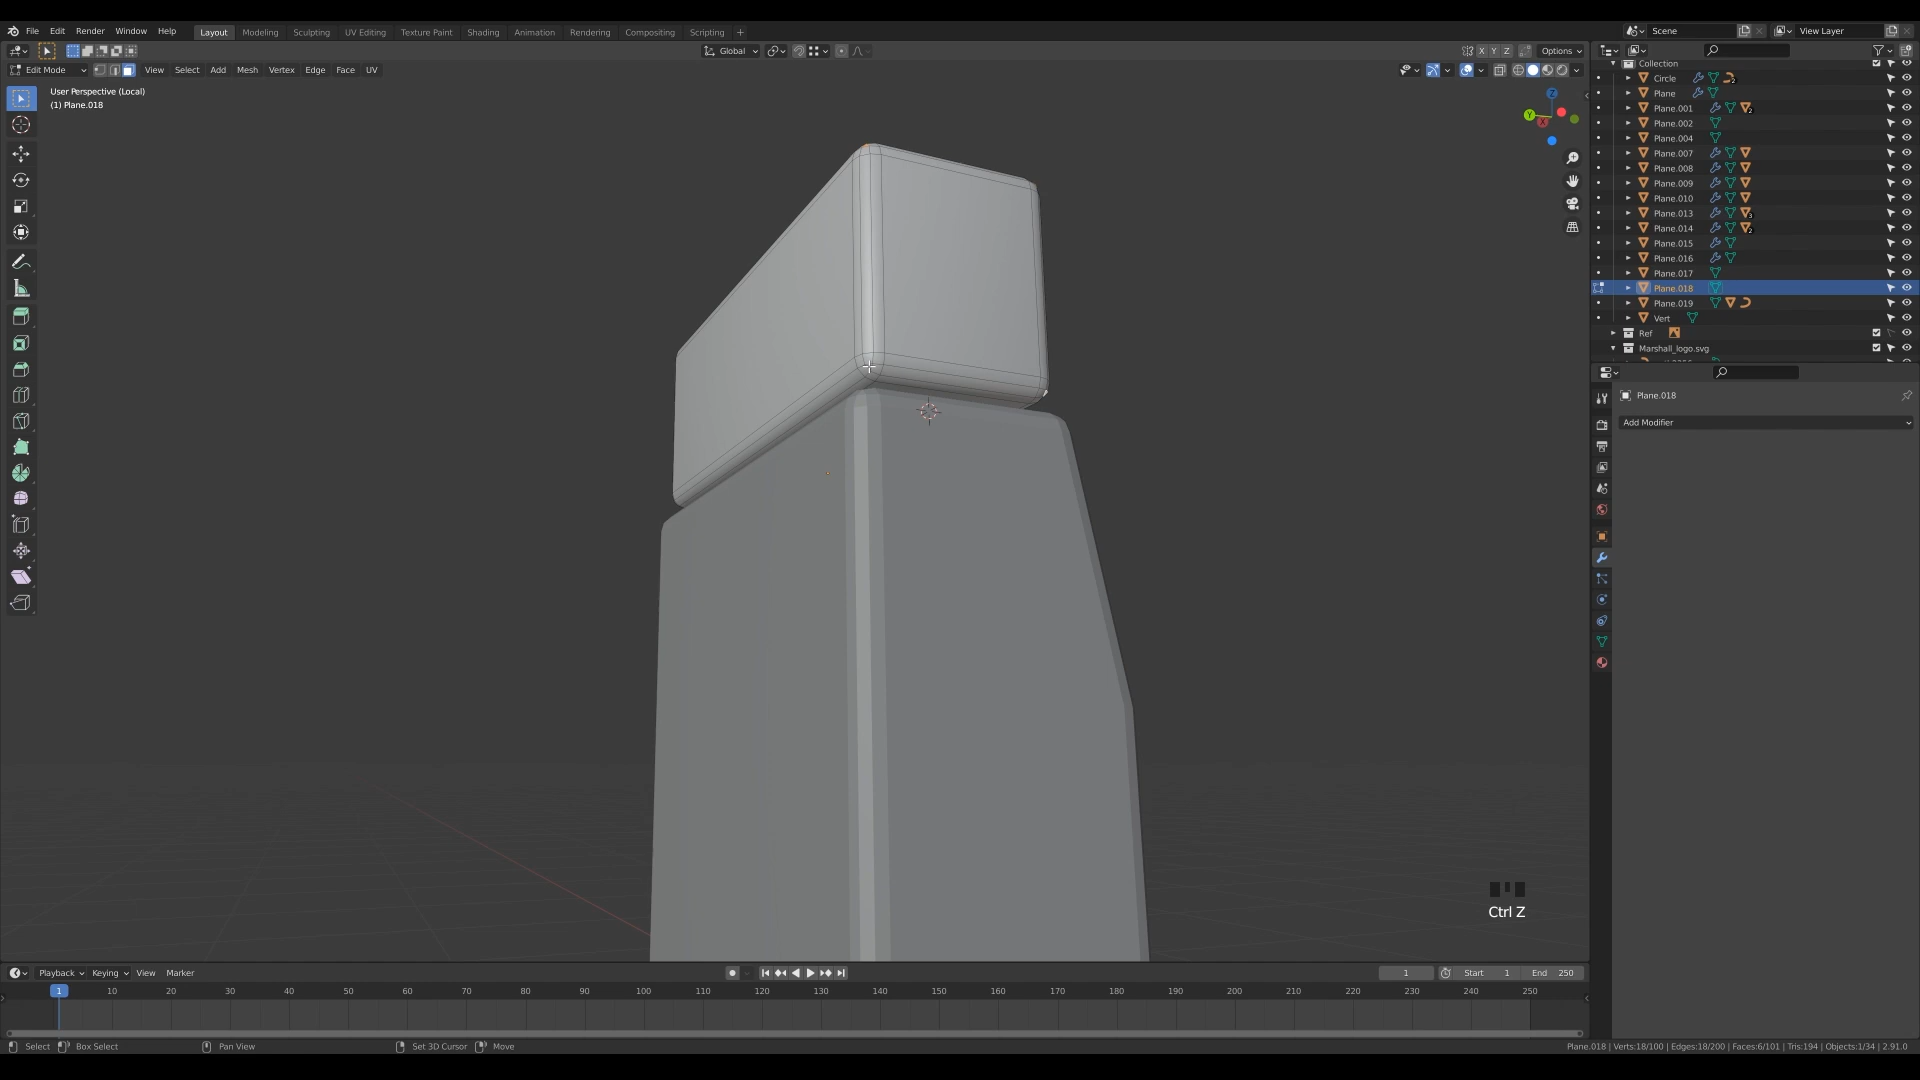 File Edit Render Window Help Layout Modeling Sculpting UV Editing Texture Paint Shading Animation Rendering Compositing Scripting + Scene View Layer
Global X Y Z Options
Edit Mode View Select Add Mesh Vertex Edge Face UV
User Perspective (Local)
(1) Plane.018
Z
Y
X
Collection
Circle 2
Plane
Plane.001 2
Plane.002
Plane.004
Plane.007
Plane.008
Plane.009
Plane.010
Plane.013 3
Plane.014 2
Plane.015
Plane.016
Plane.017
Plane.018
Plane.019
Vert
Ref
Marshall_logo.svg
Plane.018
Add Modifier
Ctrl Z
Playback Keying View Marker 1 Start 1 End 250
1 10 20 30 40 50 60 70 80 90 100 110 120 130 140 150 160 170 180 190 200 210 220 230 240 250
Select Box Select Pan View Set 3D Cursor Move Plane.018 | Verts:18/100 | Edges:18/200 | Faces:6/101 | Tris:194 | Objects:1/34 | 2.91.0